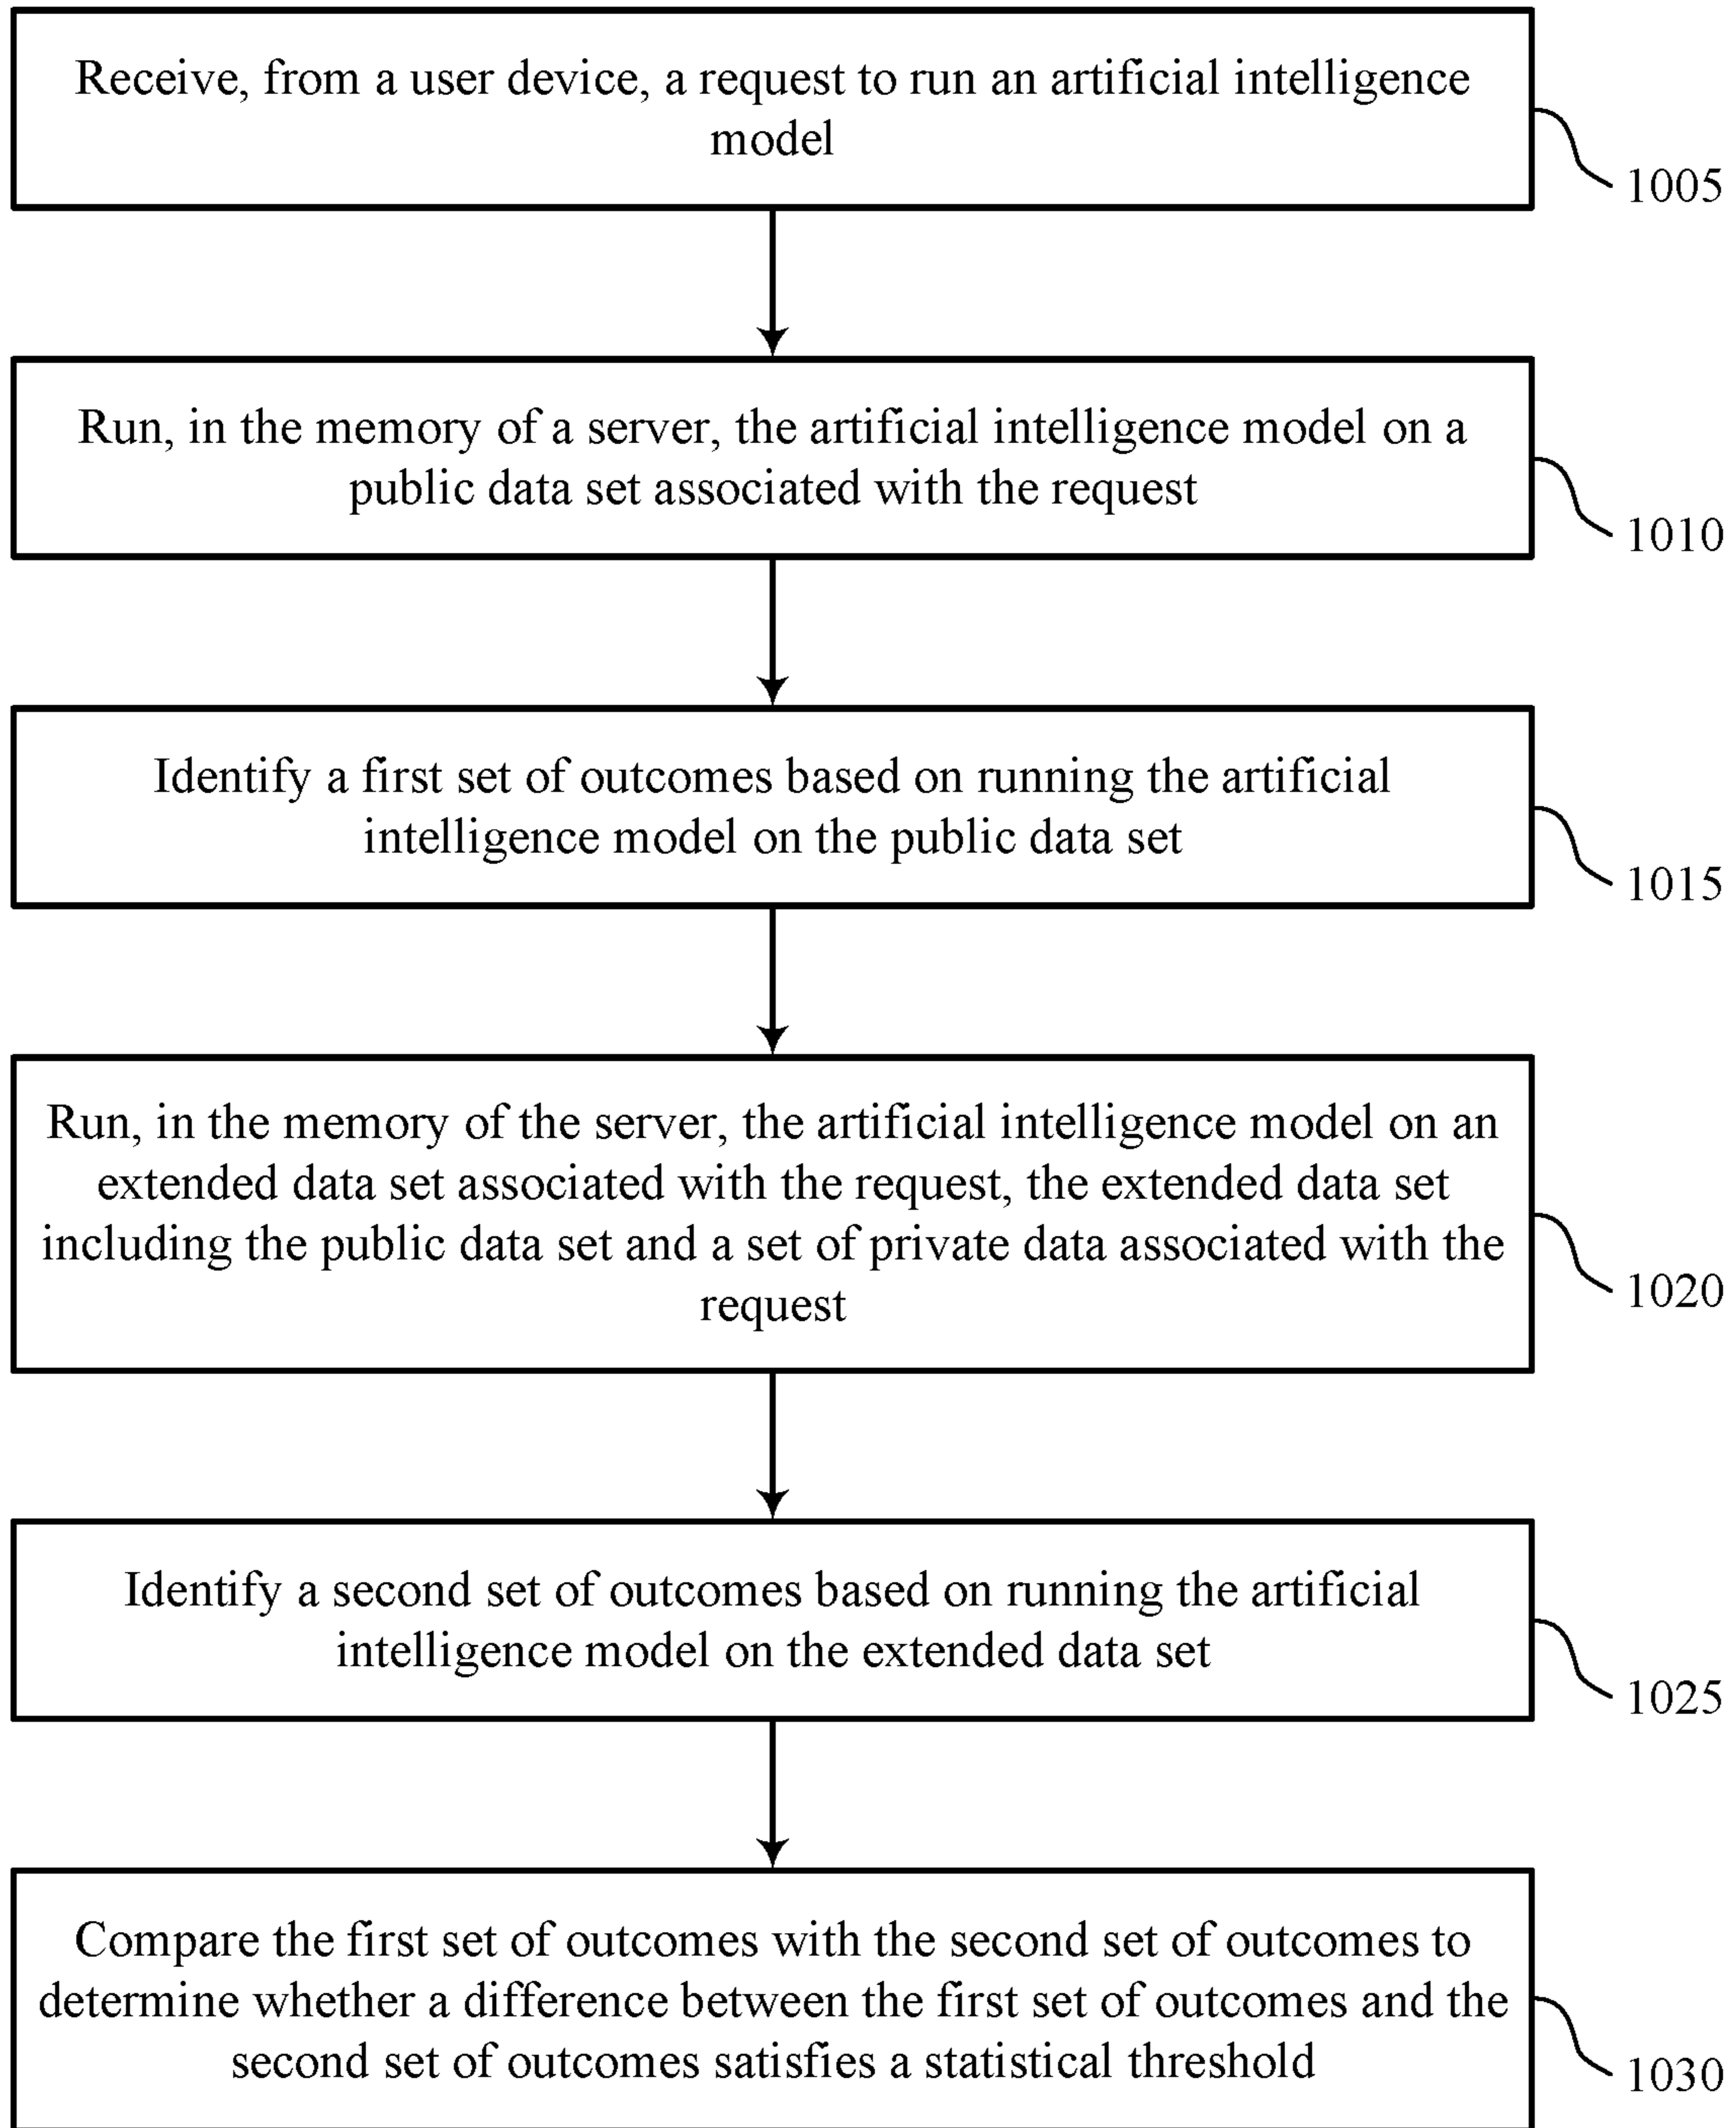 Receive, from a user device, a request to run an artificial intelligence
model
1005
Run, in the memory of a server, the artificial intelligence model on a
public data set associated with the request
1010
Identify a first set of outcomes based on running the artificial
intelligence model on the public data set
1015
Run, in the memory of the server, the artificial intelligence model on an
extended data set associated with the request, the extended data set
including the public data set and a set of private data associated with the
request
1020
Identify a second set of outcomes based on running the artificial
intelligence model on the extended data set
1025
Compare the first set of outcomes with the second set of outcomes to
determine whether a difference between the first set of outcomes and the
second set of outcomes satisfies a statistical threshold
1030